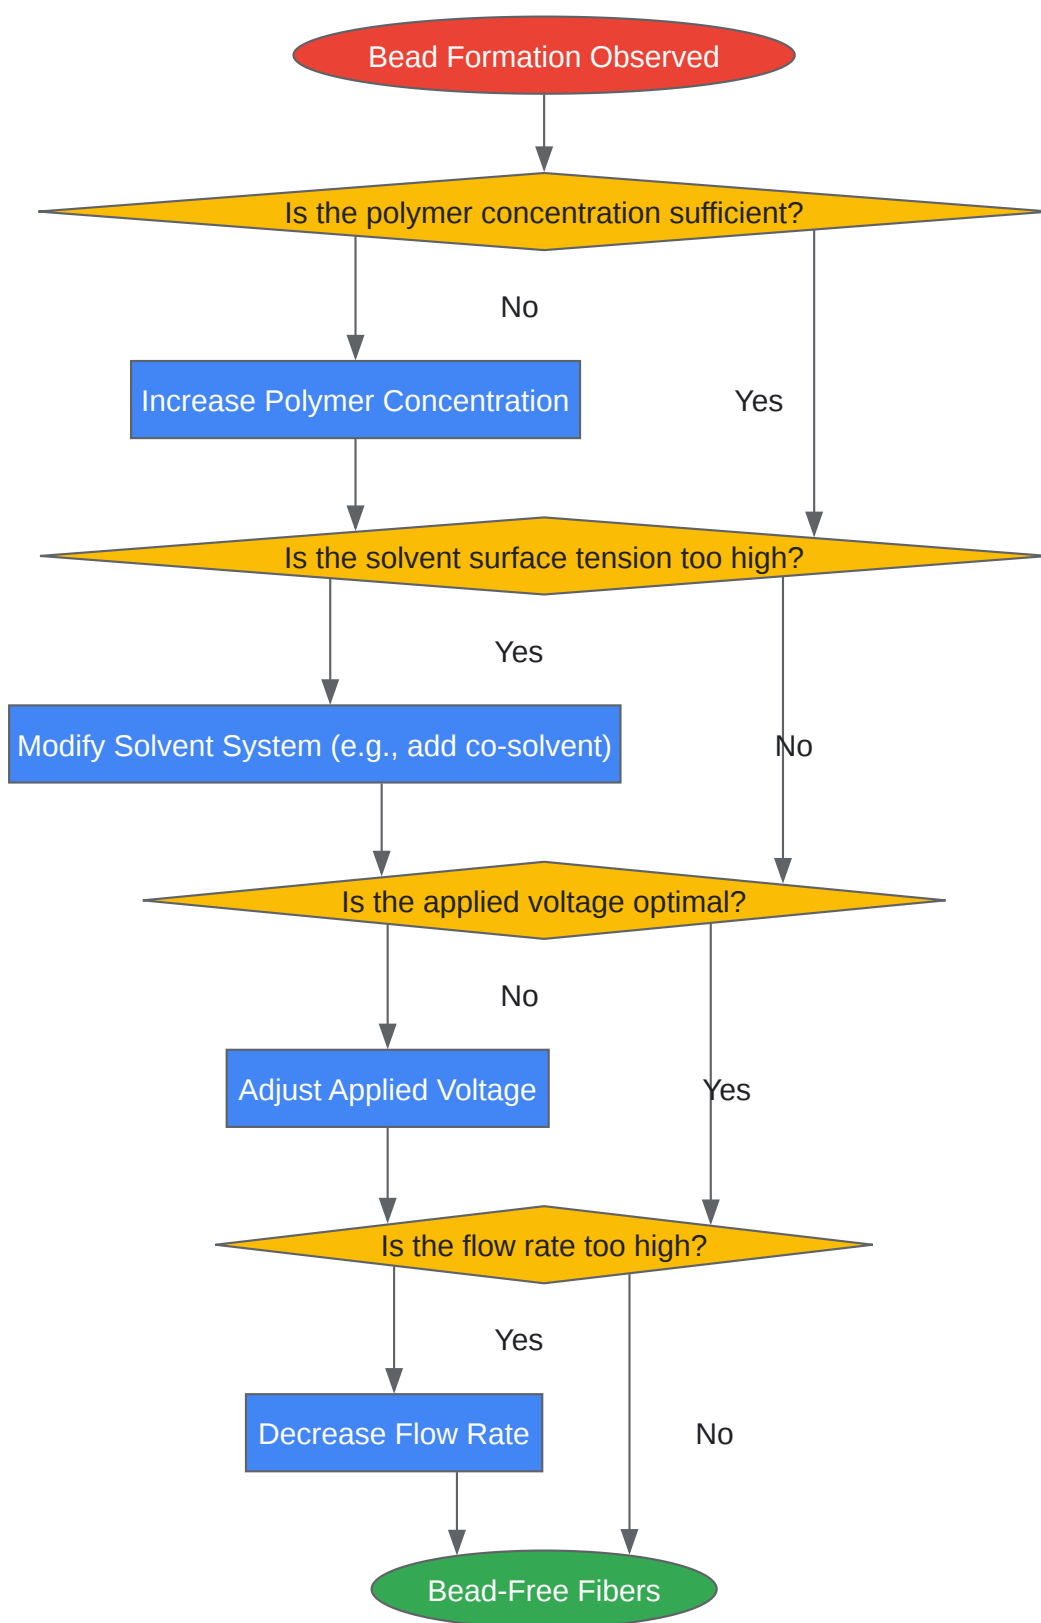 Bead Formation Observed
Is the polymer concentration sufficient?
No
Increase Polymer Concentration
Yes
Is the solvent surface tension too high?
Yes
Modify Solvent System (e.g., add co-solvent)
No
Is the applied voltage optimal?
No
Adjust Applied Voltage
Yes
Is the flow rate too high?
Yes
Decrease Flow Rate
No
Bead-Free Fibers